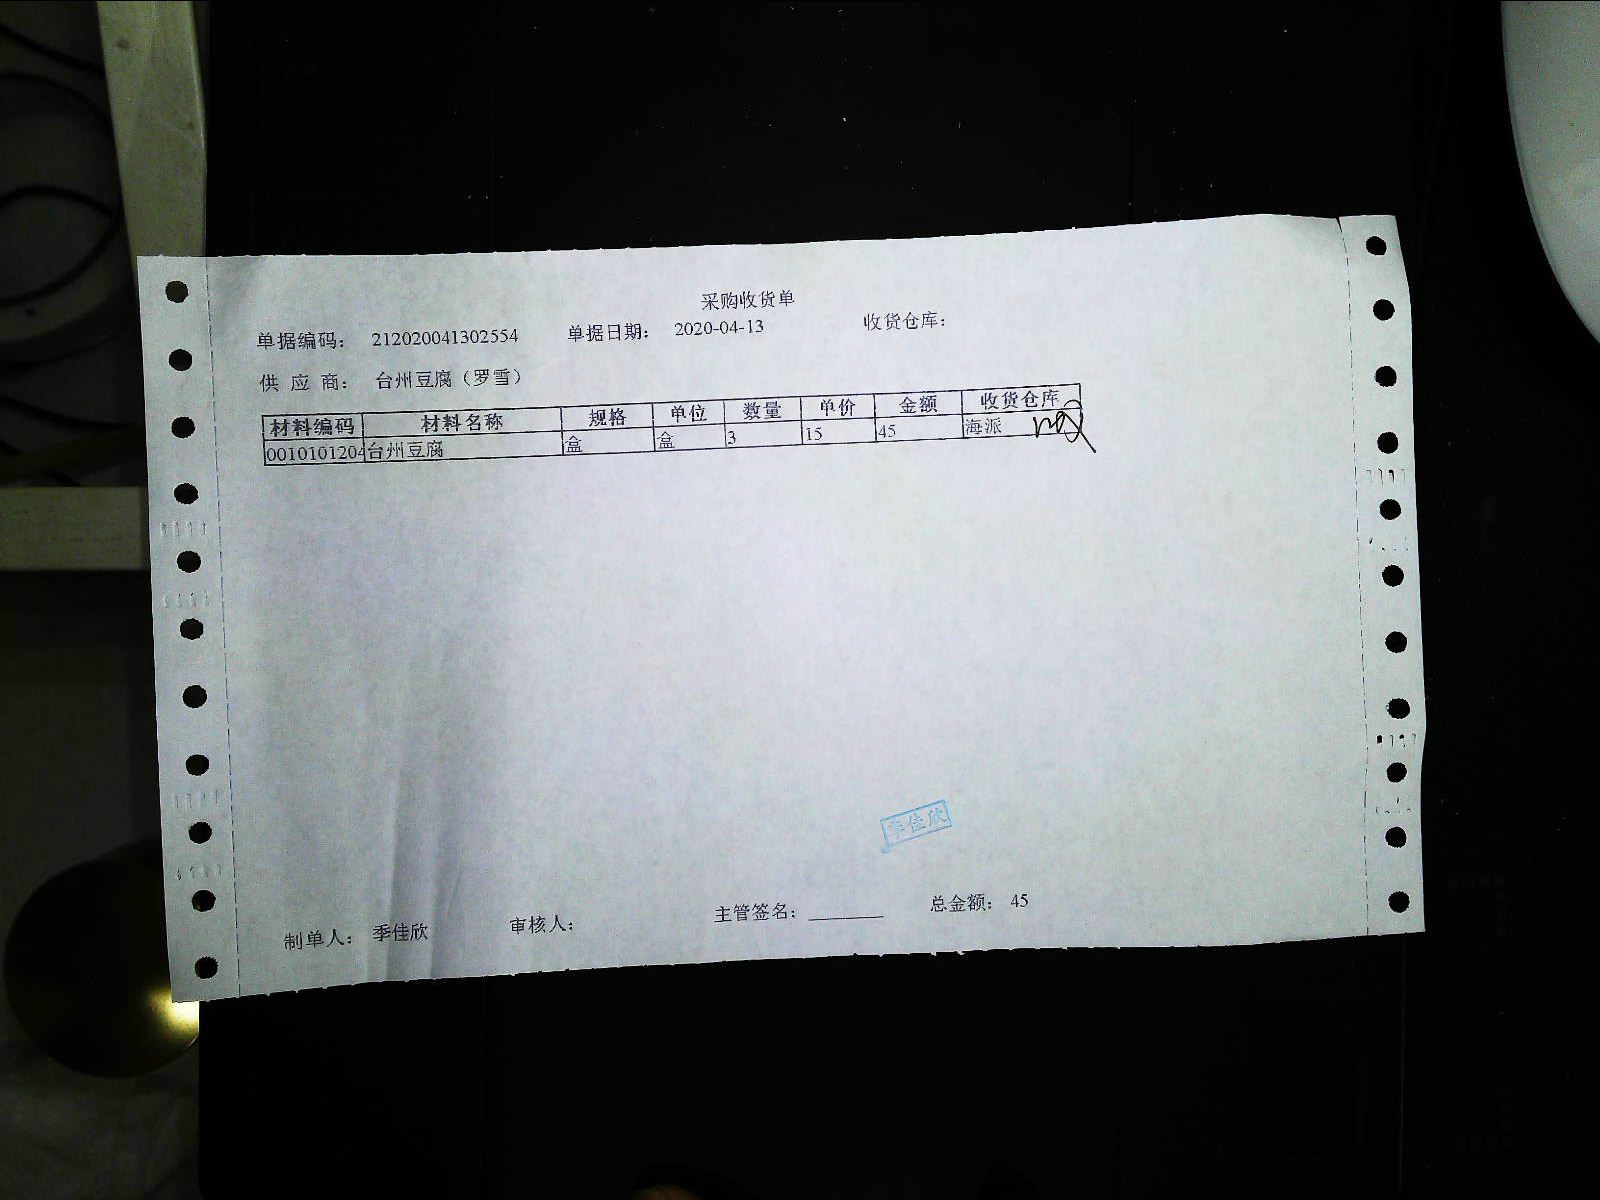 采购收货单
单据编码： 212020041302554 单据日期： 2020-04-13 收货仓库：
供 应 商： 台州豆腐（罗雪）
材料编码 材料名称 规格 单位 数量 单价 金额 收货仓库
0010101204 台州豆腐 盒 盒 3 15 45 海派
季佳欣
制单人： 季佳欣 审核人： 主管签名：________ 总金额： 45